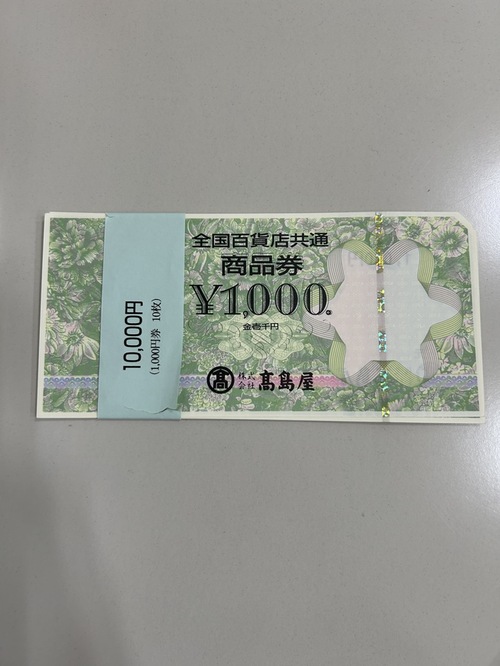 全国百貨店共通
商品券
¥1,000.
金壱千円
髙 株式会社 髙島屋
10,000円
(1,000円券 10枚)